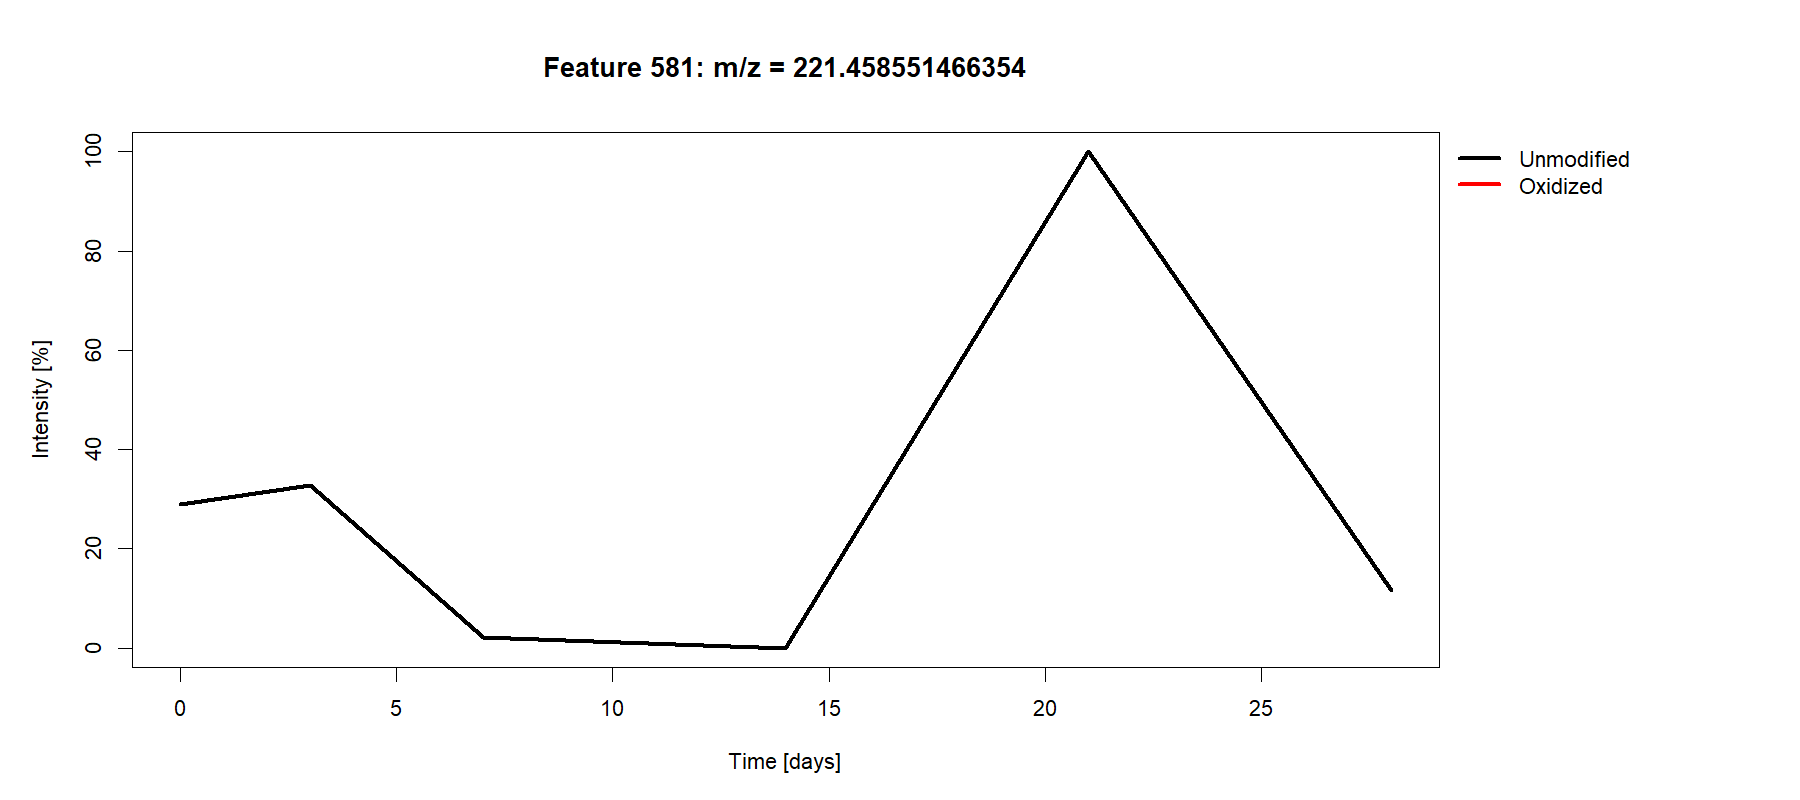 Feature 581: m/z = 221.458551466354
Unmodified
Oxidized
Intensity [%]
100
80
60
40
20
0
0 5 10 15 20 25
Time [days]